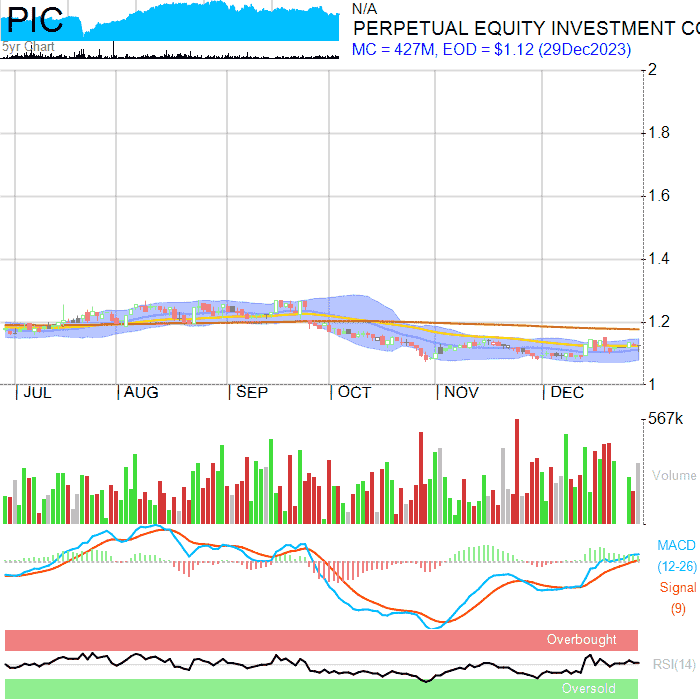 PIC
5yr Chart
N/A
PERPETUAL EQUITY INVESTMENT CO
MC = 427M, EOD = $1.12 (29Dec2023)
2
1.8
1.6
1.4
1.2
1
JUL AUG SEP OCT NOV DEC
567k
Volume
MACD
(12-26)
Signal
(9)
Overbought
RSI(14)
Oversold